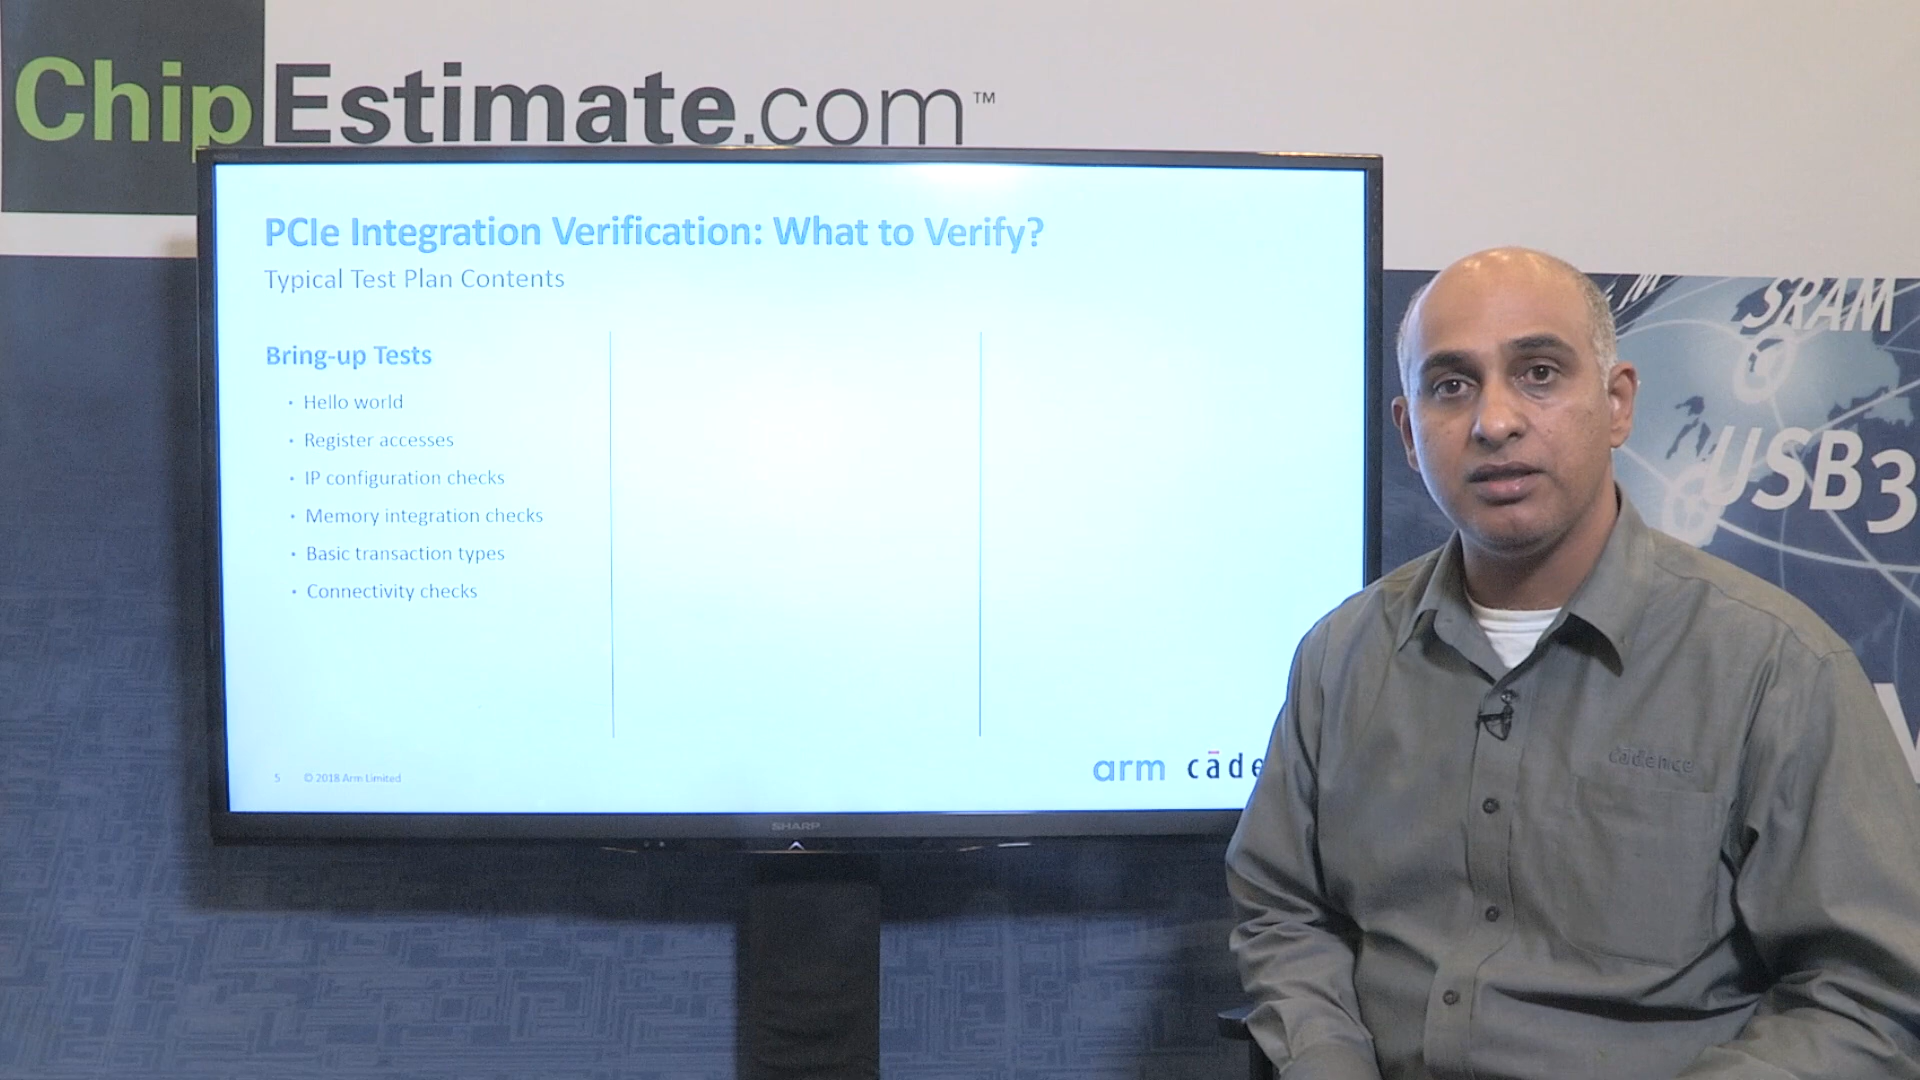 ChipEstimate.com™
PCIe Integration Verification: What to Verify?
Typical Test Plan Contents
Bring-up Tests
• Hello world
• Register accesses
• IP configuration checks
• Memory integration checks
• Basic transaction types
• Connectivity checks
5 © 2018 Arm Limited
arm cāde
SHARP
SRAM
USB3
cādence